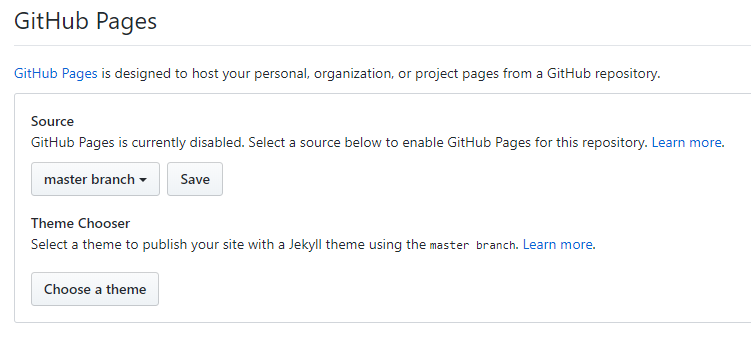 GitHub Pages
GitHub Pages is designed to host your personal, organization, or project pages from a GitHub repository.
Source
GitHub Pages is currently disabled. Select a source below to enable GitHub Pages for this repository. Learn more.
master branch Save
Theme Chooser
Select a theme to publish your site with a Jekyll theme using the master branch. Learn more.
Choose a theme